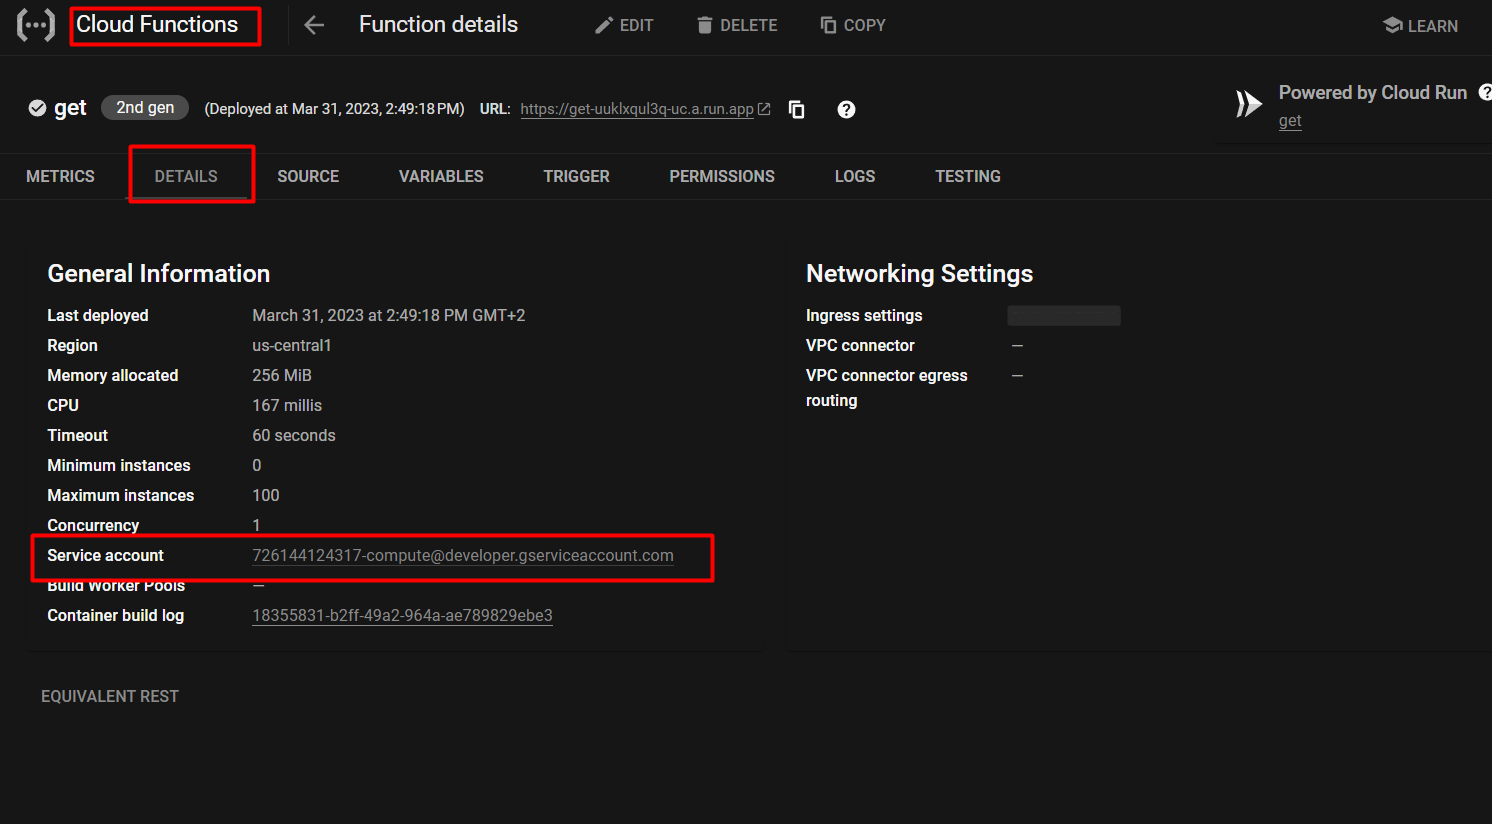 Cloud Functions
Function details
EDIT
DELETE
COPY
LEARN
get
2nd gen
(Deployed at Mar 31, 2023, 2:49:18 PM)
URL:
https://get-uuklxqul3q-uc.a.run.app
Powered by Cloud Run
get
METRICS
DETAILS
SOURCE
VARIABLES
TRIGGER
PERMISSIONS
LOGS
TESTING
General Information
Last deployed March 31, 2023 at 2:49:18 PM GMT+2
Region us-central1
Memory allocated 256 MiB
CPU 167 millis
Timeout 60 seconds
Minimum instances 0
Maximum instances 100
Concurrency 1
Service account 726144124317-compute@developer.gserviceaccount.com
Build Worker Pools —
Container build log 18355831-b2ff-49a2-964a-ae789829ebe3
Networking Settings
Ingress settings
VPC connector —
VPC connector egress —
routing
EQUIVALENT REST